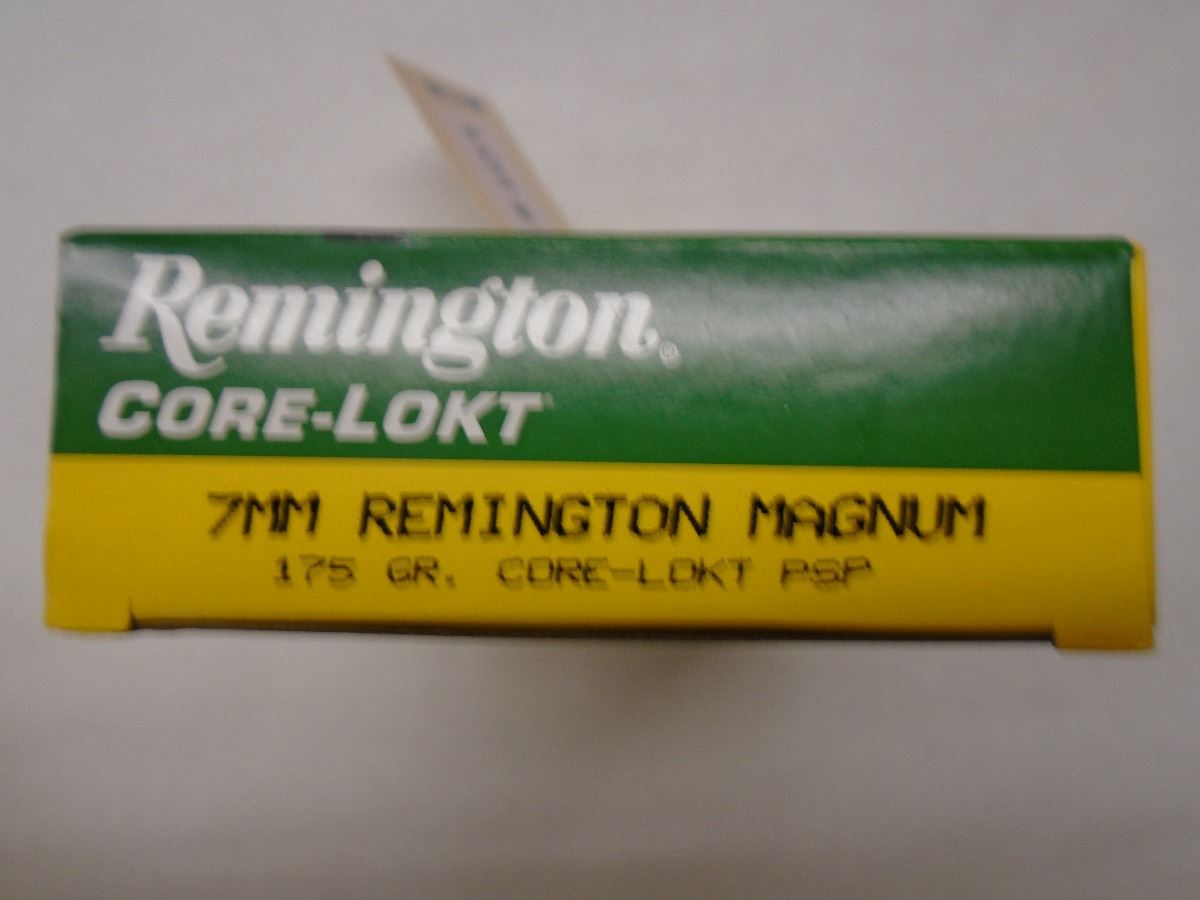 Remington®
CORE-LOKT
7MM REMINGTON MAGNUM
175 GR. CORE-LOKT PSP